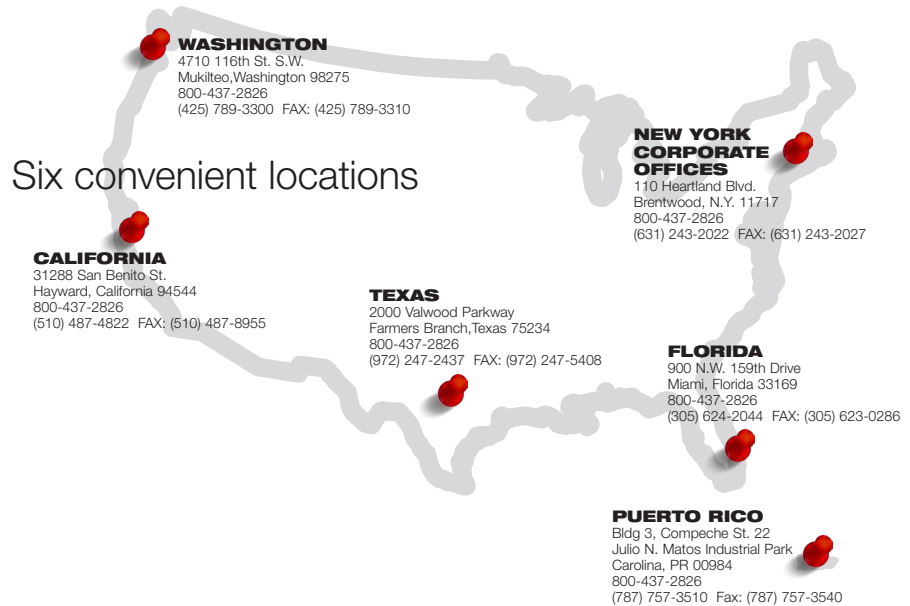 WASHINGTON
4710 116th St. S.W.
Mukilteo,Washington 98275
800-437-2826
(425) 789-3300 FAX: (425) 789-3310
Six convenient locations
NEW YORK
CORPORATE
OFFICES
110 Heartland Blvd.
Brentwood, N.Y. 11717
800-437-2826
(631) 243-2022 FAX: (631) 243-2027
CALIFORNIA
31288 San Benito St.
Hayward, California 94544
800-437-2826
(510) 487-4822 FAX: (510) 487-8955
TEXAS
2000 Valwood Parkway
Farmers Branch,Texas 75234
800-437-2826
(972) 247-2437 FAX: (972) 247-5408
FLORIDA
900 N.W. 159th Drive
Miami, Florida 33169
800-437-2826
(305) 624-2044 FAX: (305) 623-0286
PUERTO RICO
Bldg 3, Compeche St. 22
Julio N. Matos Industrial Park
Carolina, PR 00984
800-437-2826
(787) 757-3510 Fax: (787) 757-3540